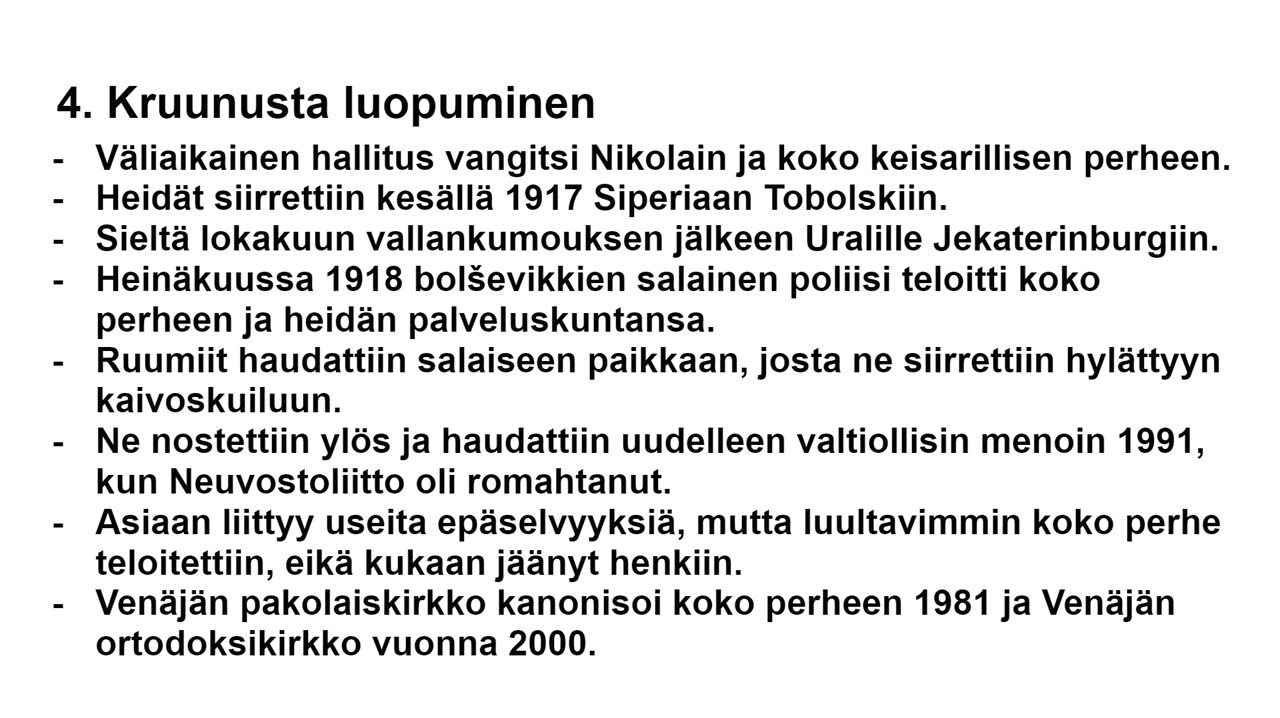 4. Kruunusta luopuminen
- Väliaikainen hallitus vangitsi Nikolain ja koko keisarillisen perheen.
- Heidät siirrettiin kesällä 1917 Siperiaan Tobolskiin.
- Sieltä lokakuun vallankumouksen jälkeen Uralille Jekaterinburgiin.
- Heinäkuussa 1918 bolševikkien salainen poliisi teloitti koko
perheen ja heidän palveluskuntansa.
- Ruumiit haudattiin salaiseen paikkaan, josta ne siirrettiin hylättyyn
kaivoskuiluun.
- Ne nostettiin ylös ja haudattiin uudelleen valtiollisin menoin 1991,
kun Neuvostoliitto oli romahtanut.
- Asiaan liittyy useita epäselvyyksiä, mutta luultavimmin koko perhe
teloitettiin, eikä kukaan jäänyt henkiin.
- Venäjän pakolaiskirkko kanonisoi koko perheen 1981 ja Venäjän
ortodoksikirkko vuonna 2000.